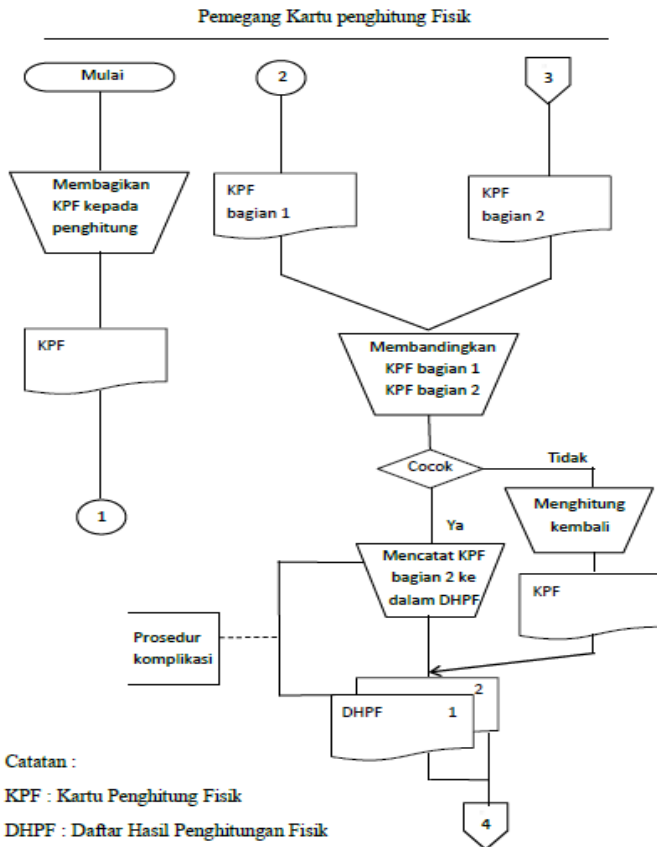 Pemegang Kartu penghitung Fisik
Mulai
Membagikan
KPF kepada
penghitung
KPF
1
2
KPF
bagian 1
3
KPF
bagian 2
Membandingkan
KPF bagian 1
KPF bagian 2
Cocok
Tidak
Menghitung
kembali
KPF
Ya
Mencatat KPF
bagian 2 ke
dalam DHPF
Prosedur
komplikasi
2
DHPF 1
4
Catatan :
KPF : Kartu Penghitung Fisik
DHPF : Daftar Hasil Penghitungan Fisik